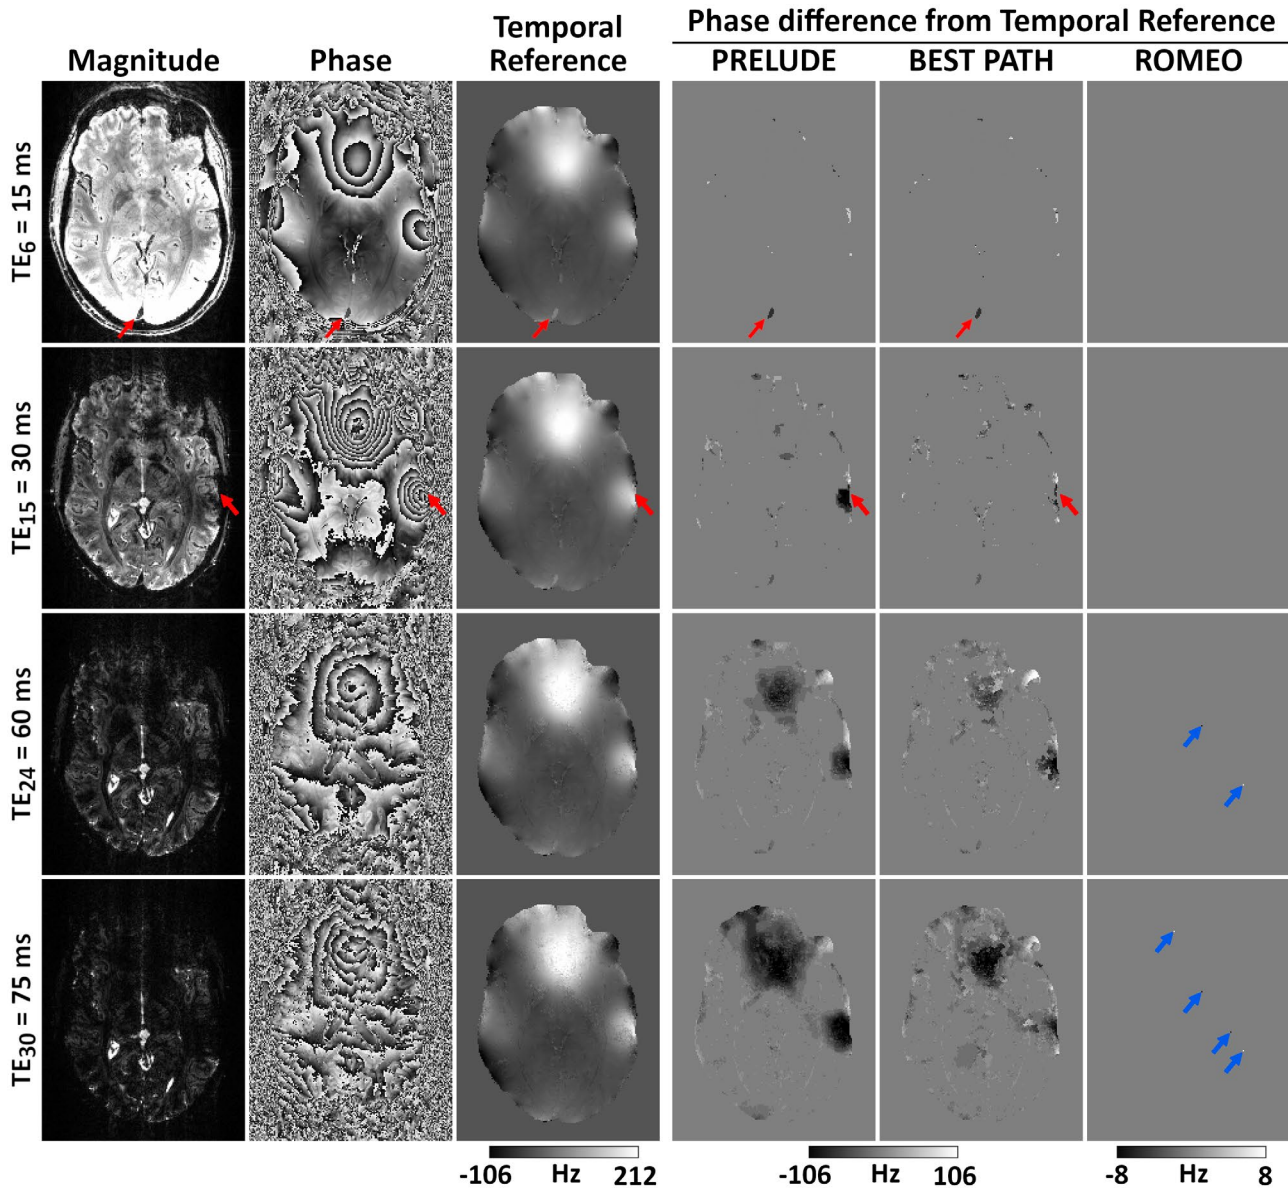 Phase difference from Temporal Reference
Magnitude
Phase
Temporal
Reference
PRELUDE
BEST PATH
ROMEO
TE6 = 15 ms
TE15 = 30 ms
TE24 = 60 ms
TE30 = 75 ms
-106 Hz 212
-106 Hz 106
-8 Hz 8